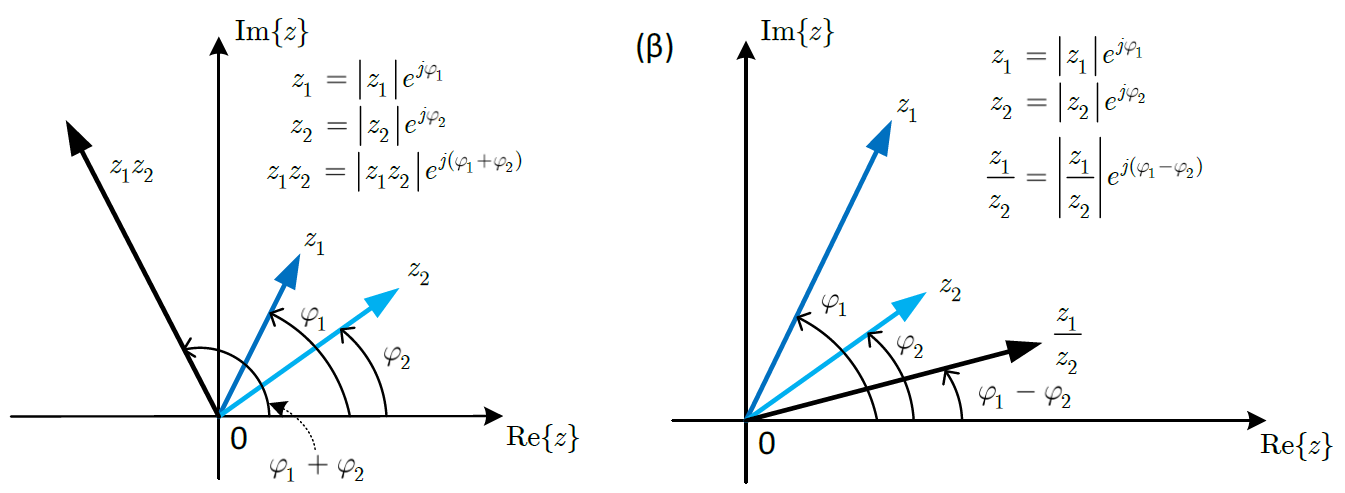 Im{z}
z₁ = |z₁| e^{jφ₁}
z₂ = |z₂| e^{jφ₂}
z₁z₂ = |z₁z₂| e^{j(φ₁+φ₂)}
z₁z₂
z₁
z₂
φ₁
φ₂
0
Re{z}
φ₁ + φ₂
(β)
Im{z}
z₁ = |z₁| e^{jφ₁}
z₂ = |z₂| e^{jφ₂}
z₁/z₂ = |z₁/z₂| e^{j(φ₁−φ₂)}
z₁
z₂
φ₁
φ₂
z₁/z₂
φ₁ − φ₂
0
Re{z}